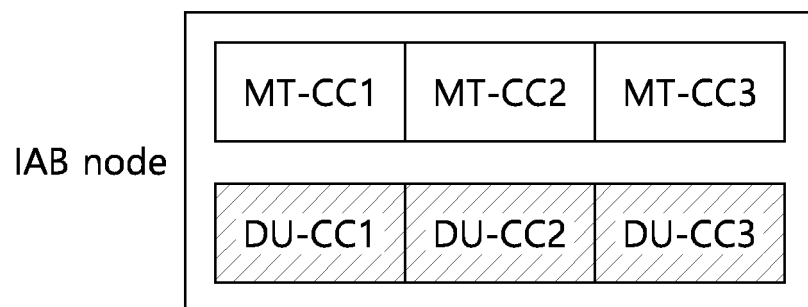 MT-CC1 MT-CC2 MT-CC3
IAB node
DU-CC1 DU-CC2 DU-CC3